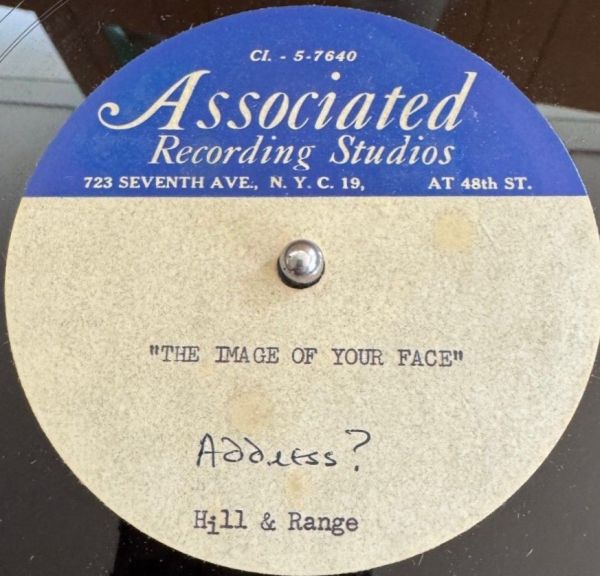 CI. - 5-7640
Associated
Recording Studios
723 SEVENTH AVE., N. Y. C. 19, AT 48th ST.
"THE IMAGE OF YOUR FACE"
Address?
Hill & Range